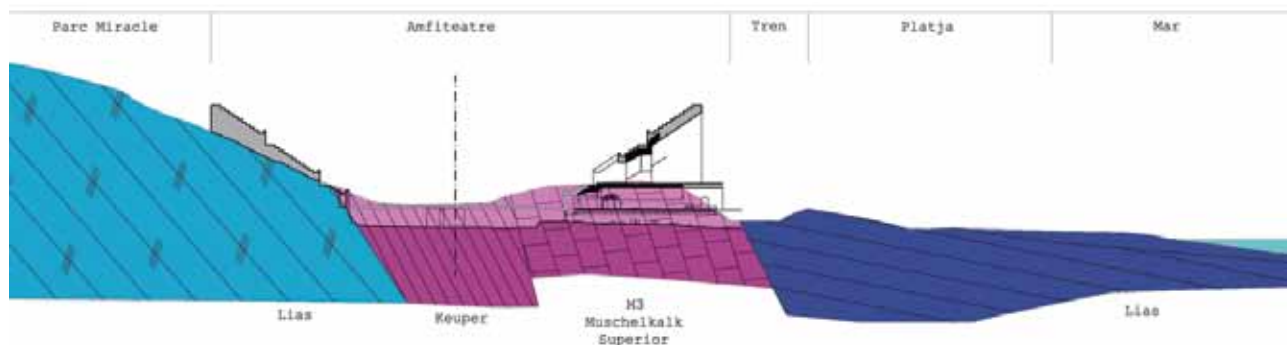 Parc Miracle
Amfiteatre
Tren
Platja
Mar
Lias
Keuper
M3
Muschelkalk
Superior
Lias